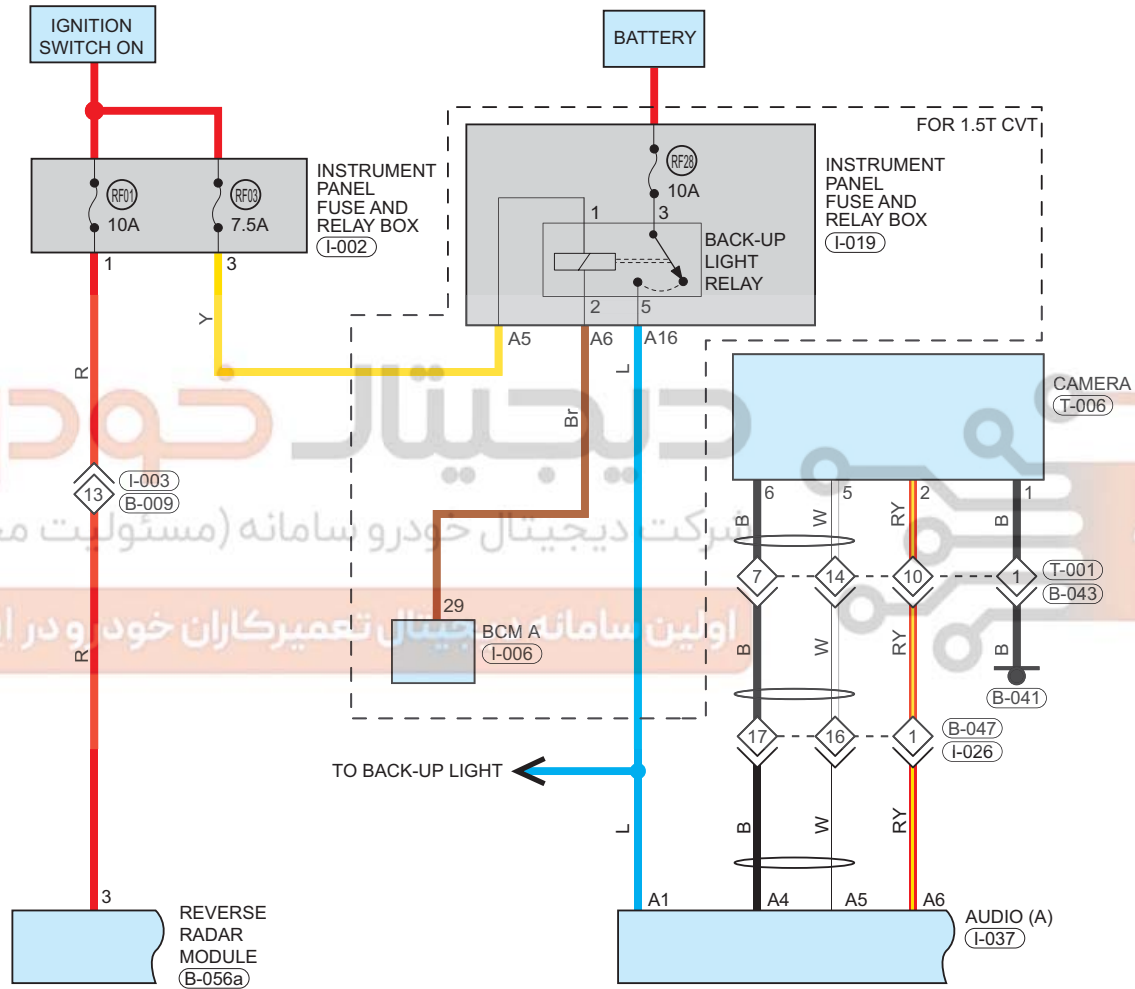 IGNITION
SWITCH ON
BATTERY
FOR 1.5T CVT
RF01
10A
RF03
7.5A
INSTRUMENT
PANEL
FUSE AND
RELAY BOX
I-002
RF28
10A
INSTRUMENT
PANEL
FUSE AND
RELAY BOX
I-019
1
3
BACK-UP
LIGHT
RELAY
2
5
1
3
A5
A6
A16
Y
R
L
Br
CAMERA
T-006
دیجیتال خودرو
6
5
2
1
13
I-003
B-009
B
W
RY
B
شرکت دیجیتال خودرو سامانه (مسئولیت
7
14
10
1
T-001
B-043
29
BCM A
I-006
اولین سامانه دیجیتال تعمیرکاران خودرو در
R
B
W
RY
B
B-041
17
16
1
B-047
I-026
TO BACK-UP LIGHT
L
B
W
RY
3
A1
A4
A5
A6
REVERSE
RADAR
MODULE
B-056a
AUDIO (A)
I-037